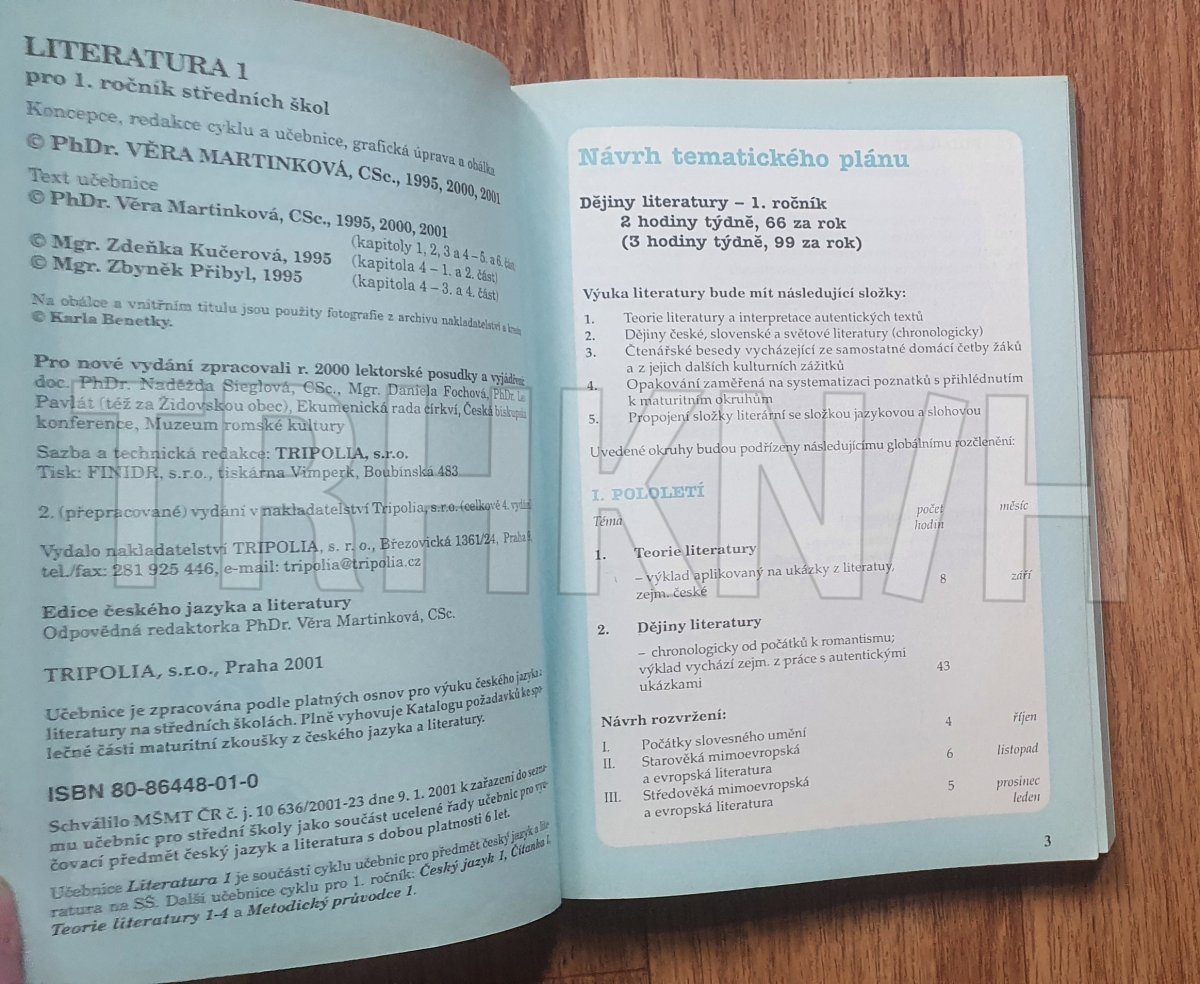 LITERATURA 1
pro 1. ročník středních škol
Koncepce, redakce cyklu a učebnice, grafická úprava a obálka
© PhDr. VĚRA MARTINKOVÁ, CSc., 1995, 2000, 2001
Text učebnice
© PhDr. Věra Martinková, CSc., 1995, 2000, 2001
(kapitoly 1, 2, 3 a 4 – 5. a 6. část)
© Mgr. Zdeňka Kučerová, 1995 (kapitola 4 – 1. a 2. část)
© Mgr. Zbyněk Přibyl, 1995 (kapitola 4 – 3. a 4. část)
Na obálce a vnitřním titulu jsou použity fotografie z archivu nakladatelství a
© Karla Benetky.
Pro nové vydání zpracovali r. 2000 lektorské posudky a vyjádření
doc. PhDr. Naděžda Sieglová, CSc., Mgr. Daniela Fochová, PhDr. Leo
Pavlát (též za Židovskou obec), Ekumenická rada církví, Česká biskupská
konference, Muzeum romské kultury
Sazba a technická redakce: TRIPOLIA, s.r.o.
Tisk: FINIDR, s.r.o., tiskárna Vimperk, Boubínská 483
2. (přepracované) vydání v nakladatelství Tripolia, s.r.o. (celkově 4. vydání)
Vydalo nakladatelství TRIPOLIA, s. r. o., Březovická 1361/24, Praha 9,
tel./fax: 281 925 446, e-mail: tripolia@tripolia.cz
Edice českého jazyka a literatury
Odpovědná redaktorka PhDr. Věra Martinková, CSc.
TRIPOLIA, s.r.o., Praha 2001
Učebnice je zpracována podle platných osnov pro výuku českého jazyka a
literatury na středních školách. Plně vyhovuje Katalogu požadavků ke spo-
lečné části maturitní zkoušky z českého jazyka a literatury.
ISBN 80-86448-01-0
Schválilo MŠMT ČR č. j. 10 636/2001-23 dne 9. 1. 2001 k zařazení do sezna-
mu učebnic pro střední školy jako součást ucelené řady učebnic pro vyu-
čovací předmět český jazyk a literatura s dobou platnosti 6 let.
Učebnice Literatura 1 je součástí cyklu učebnic pro předmět český jazyk a lite-
ratura na SŠ. Další učebnice cyklu pro 1. ročník: Český jazyk 1, Čítanka 1,
Teorie literatury 1-4 a Metodický průvodce 1.
Návrh tematického plánu
Dějiny literatury – 1. ročník
2 hodiny týdně, 66 za rok
(3 hodiny týdně, 99 za rok)
Výuka literatury bude mít následující složky:
1. Teorie literatury a interpretace autentických textů
2. Dějiny české, slovenské a světové literatury (chronologicky)
3. Čtenářské besedy vycházející ze samostatné domácí četby žáků
a z jejich dalších kulturních zážitků
4. Opakování zaměřená na systematizaci poznatků s přihlédnutím
k maturitním okruhům
5. Propojení složky literární se složkou jazykovou a slohovou
Uvedené okruhy budou podřízeny následujícímu globálnímu rozčlenění:
I. POLOLETÍ
Téma počet hodin měsíc
1. Teorie literatury
– výklad aplikovaný na ukázky z literatuy,
zejm. české 8 září
2. Dějiny literatury
– chronologicky od počátků k romantismu;
výklad vychází zejm. z práce s autentickými
ukázkami 43
Návrh rozvržení:
I. Počátky slovesného umění 4 říjen
II. Starověká mimoevropská
a evropská literatura 6 listopad
III. Středověká mimoevropská
a evropská literatura 5 prosinec leden
3
TRHKNIH